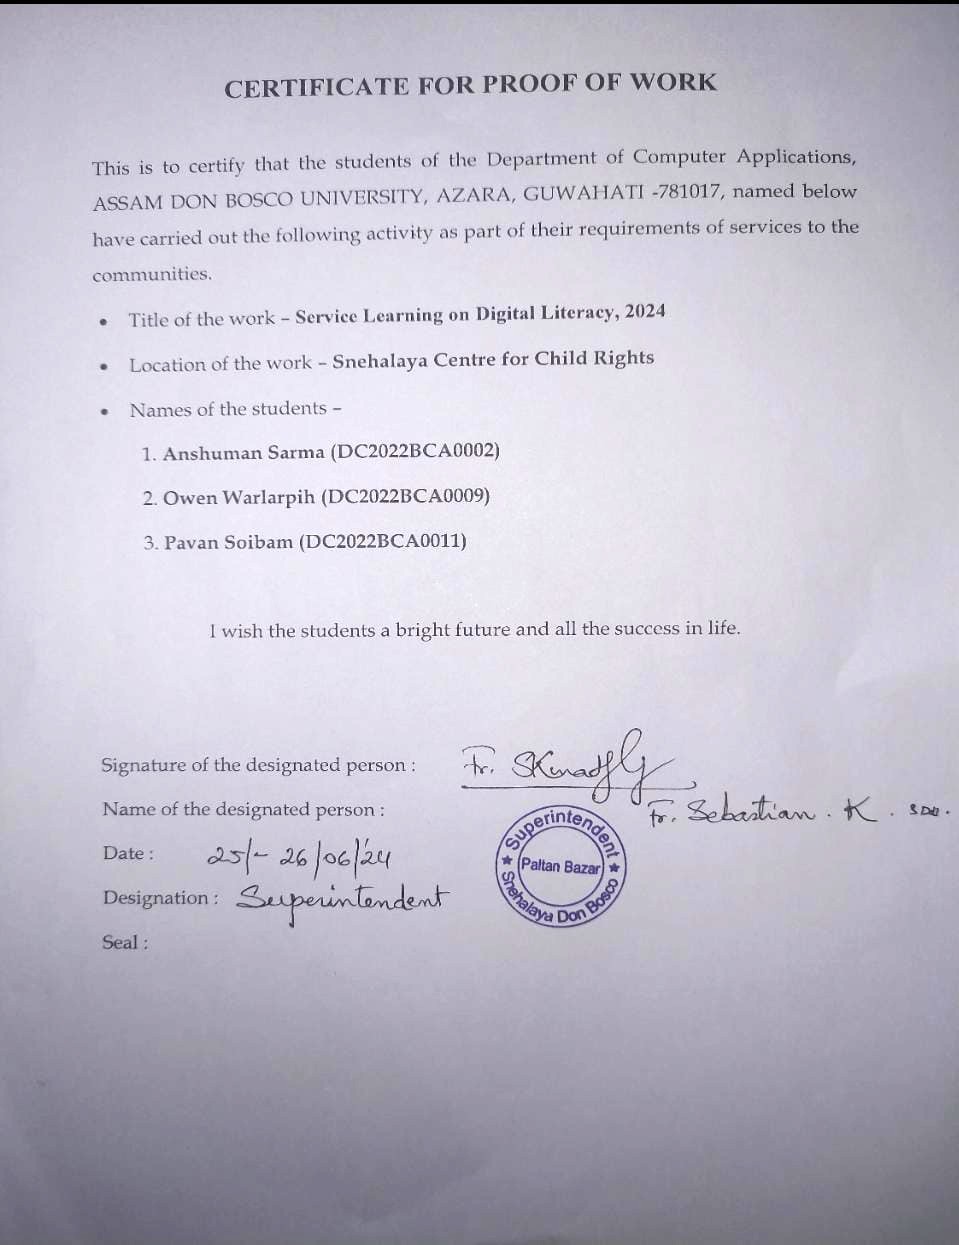 CERTIFICATE FOR PROOF OF WORK
This is to certify that the students of the Department of Computer Applications,
ASSAM DON BOSCO UNIVERSITY, AZARA, GUWAHATI -781017, named below
have carried out the following activity as part of their requirements of services to the
communities.
• Title of the work – Service Learning on Digital Literacy, 2024
• Location of the work – Snehalaya Centre for Child Rights
• Names of the students –
1. Anshuman Sarma (DC2022BCA0002)
2. Owen Warlarpih (DC2022BCA0009)
3. Pavan Soibam (DC2022BCA0011)
I wish the students a bright future and all the success in life.
Signature of the designated person : Fr.
Name of the designated person : Fr. Sebastian . K . SDB.
Date : 25/- 26/06/24
Designation : Superintendent
Seal :
Superintendent
Paltan Bazar
Snehalaya Don Bosco